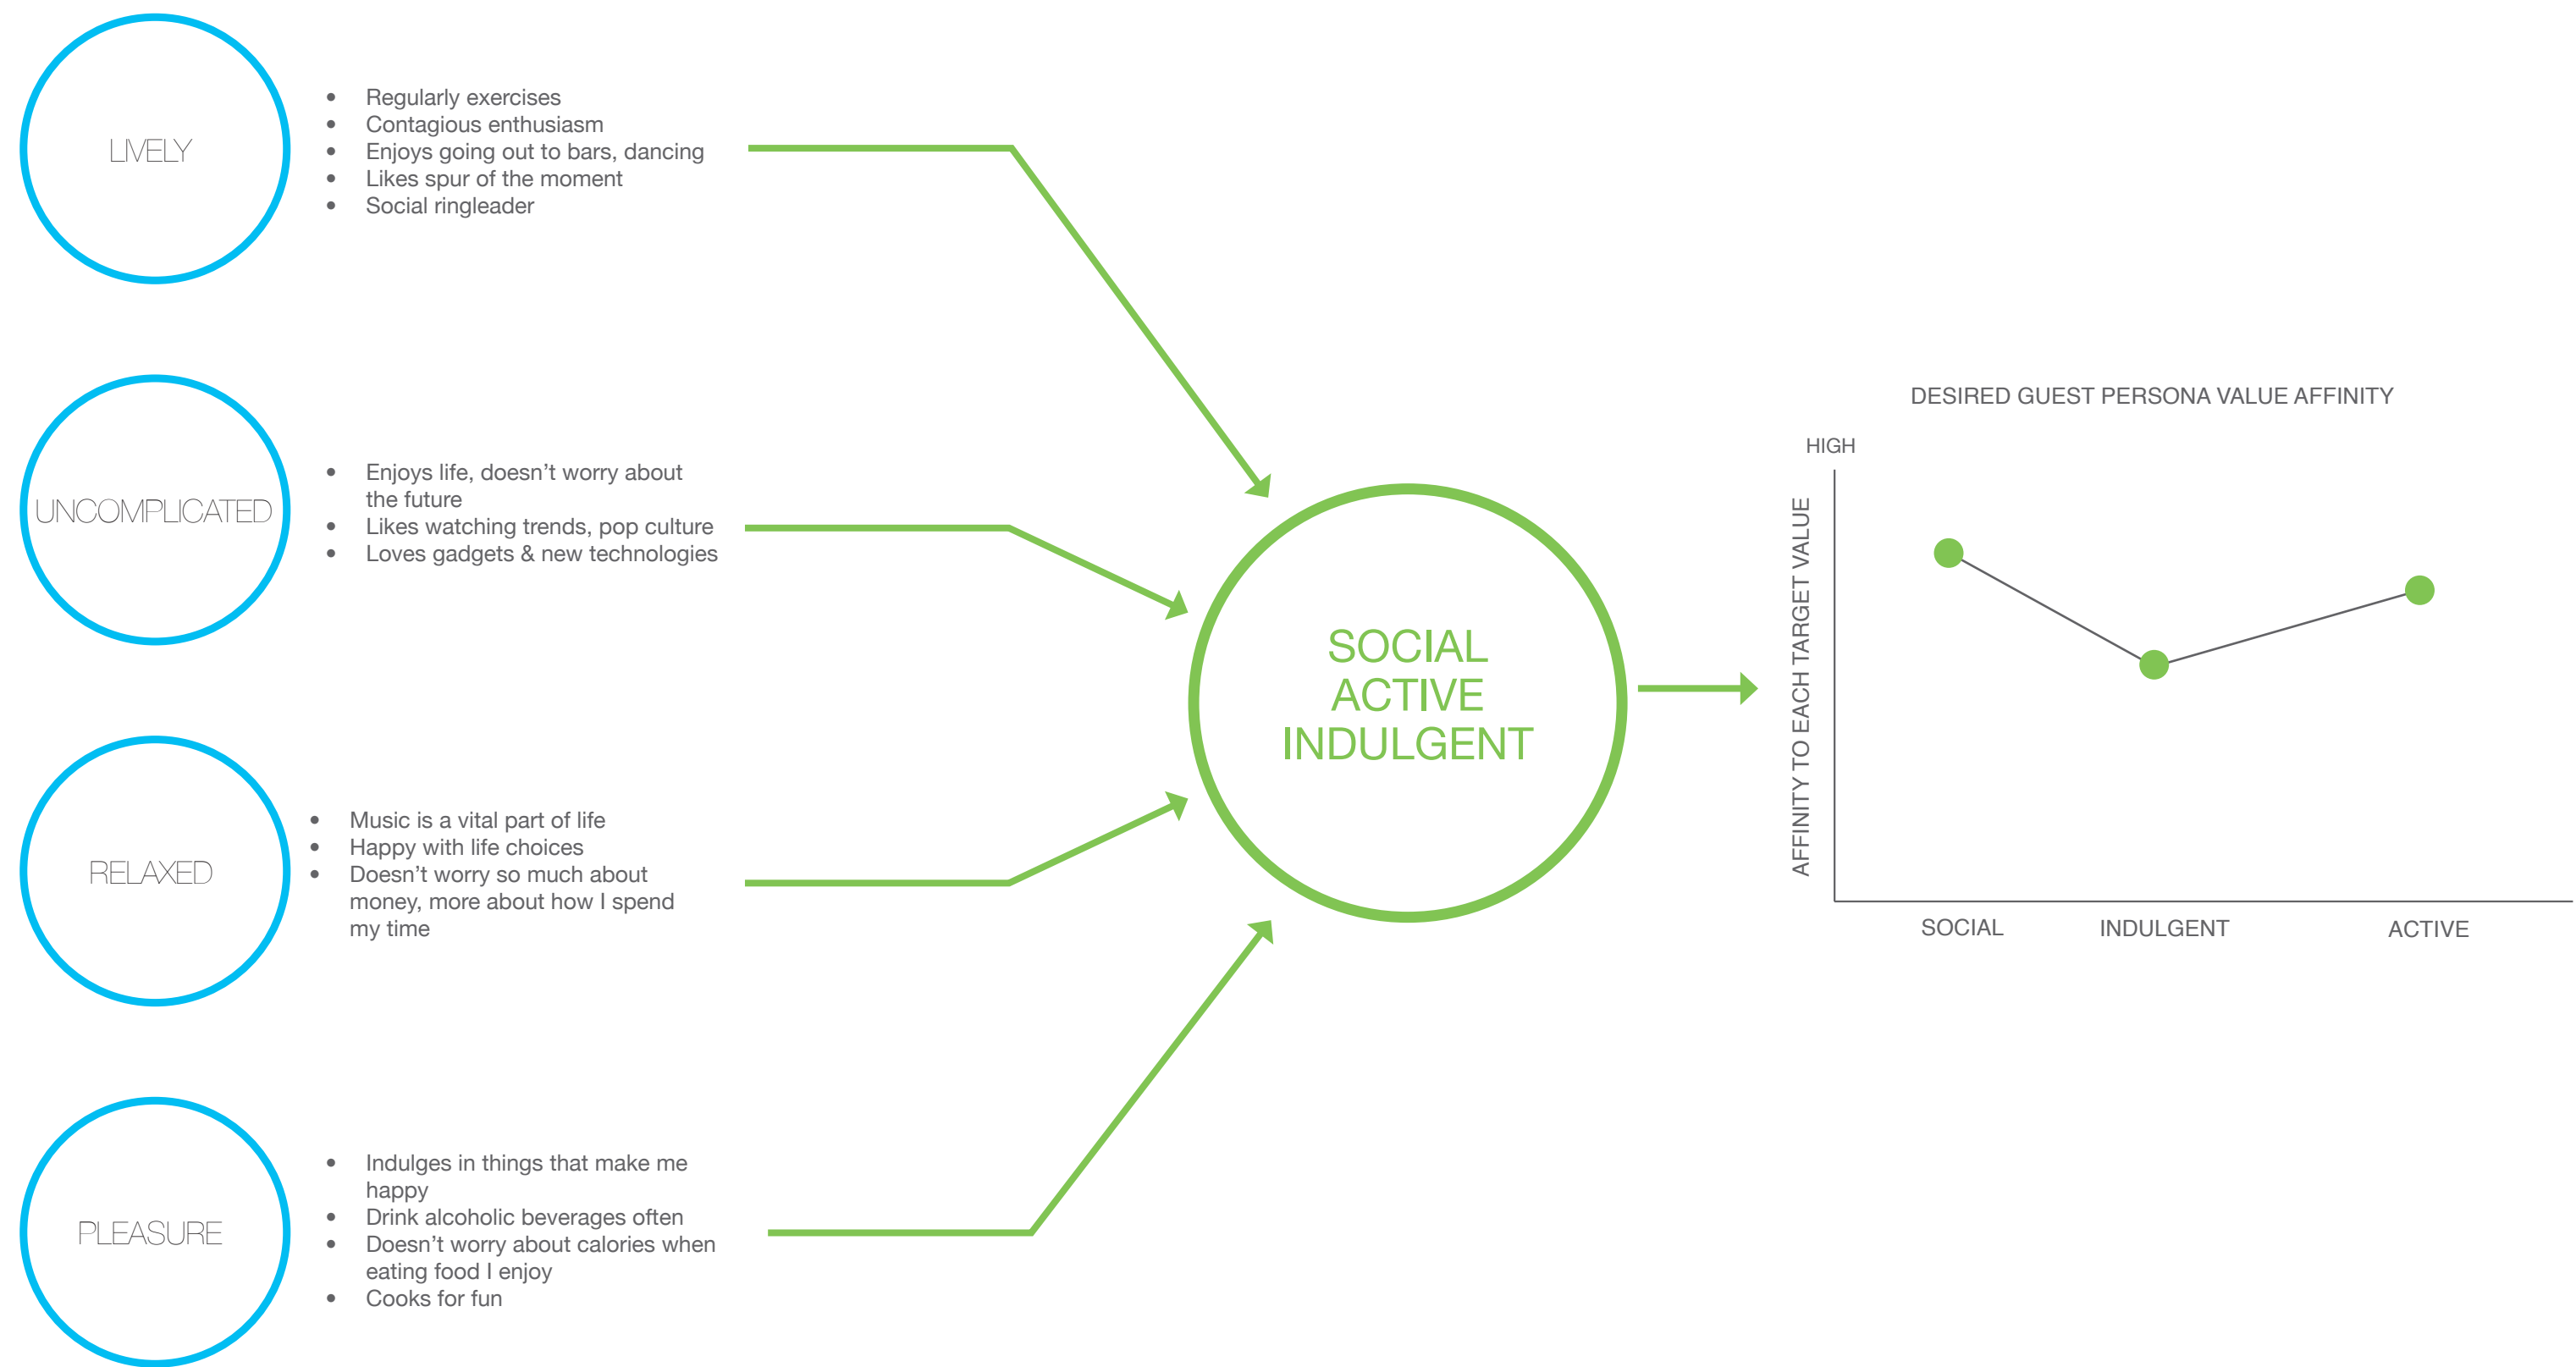 LIVELY
• Regularly exercises
• Contagious enthusiasm
• Enjoys going out to bars, dancing
• Likes spur of the moment
• Social ringleader
UNCOMPLICATED
• Enjoys life, doesn’t worry about
the future
• Likes watching trends, pop culture
• Loves gadgets & new technologies
RELAXED
• Music is a vital part of life
• Happy with life choices
• Doesn’t worry so much about
money, more about how I spend
my time
PLEASURE
• Indulges in things that make me
happy
• Drink alcoholic beverages often
• Doesn’t worry about calories when
eating food I enjoy
• Cooks for fun
SOCIAL
ACTIVE
INDULGENT
DESIRED GUEST PERSONA VALUE AFFINITY
HIGH
AFFINITY TO EACH TARGET VALUE
SOCIAL
INDULGENT
ACTIVE